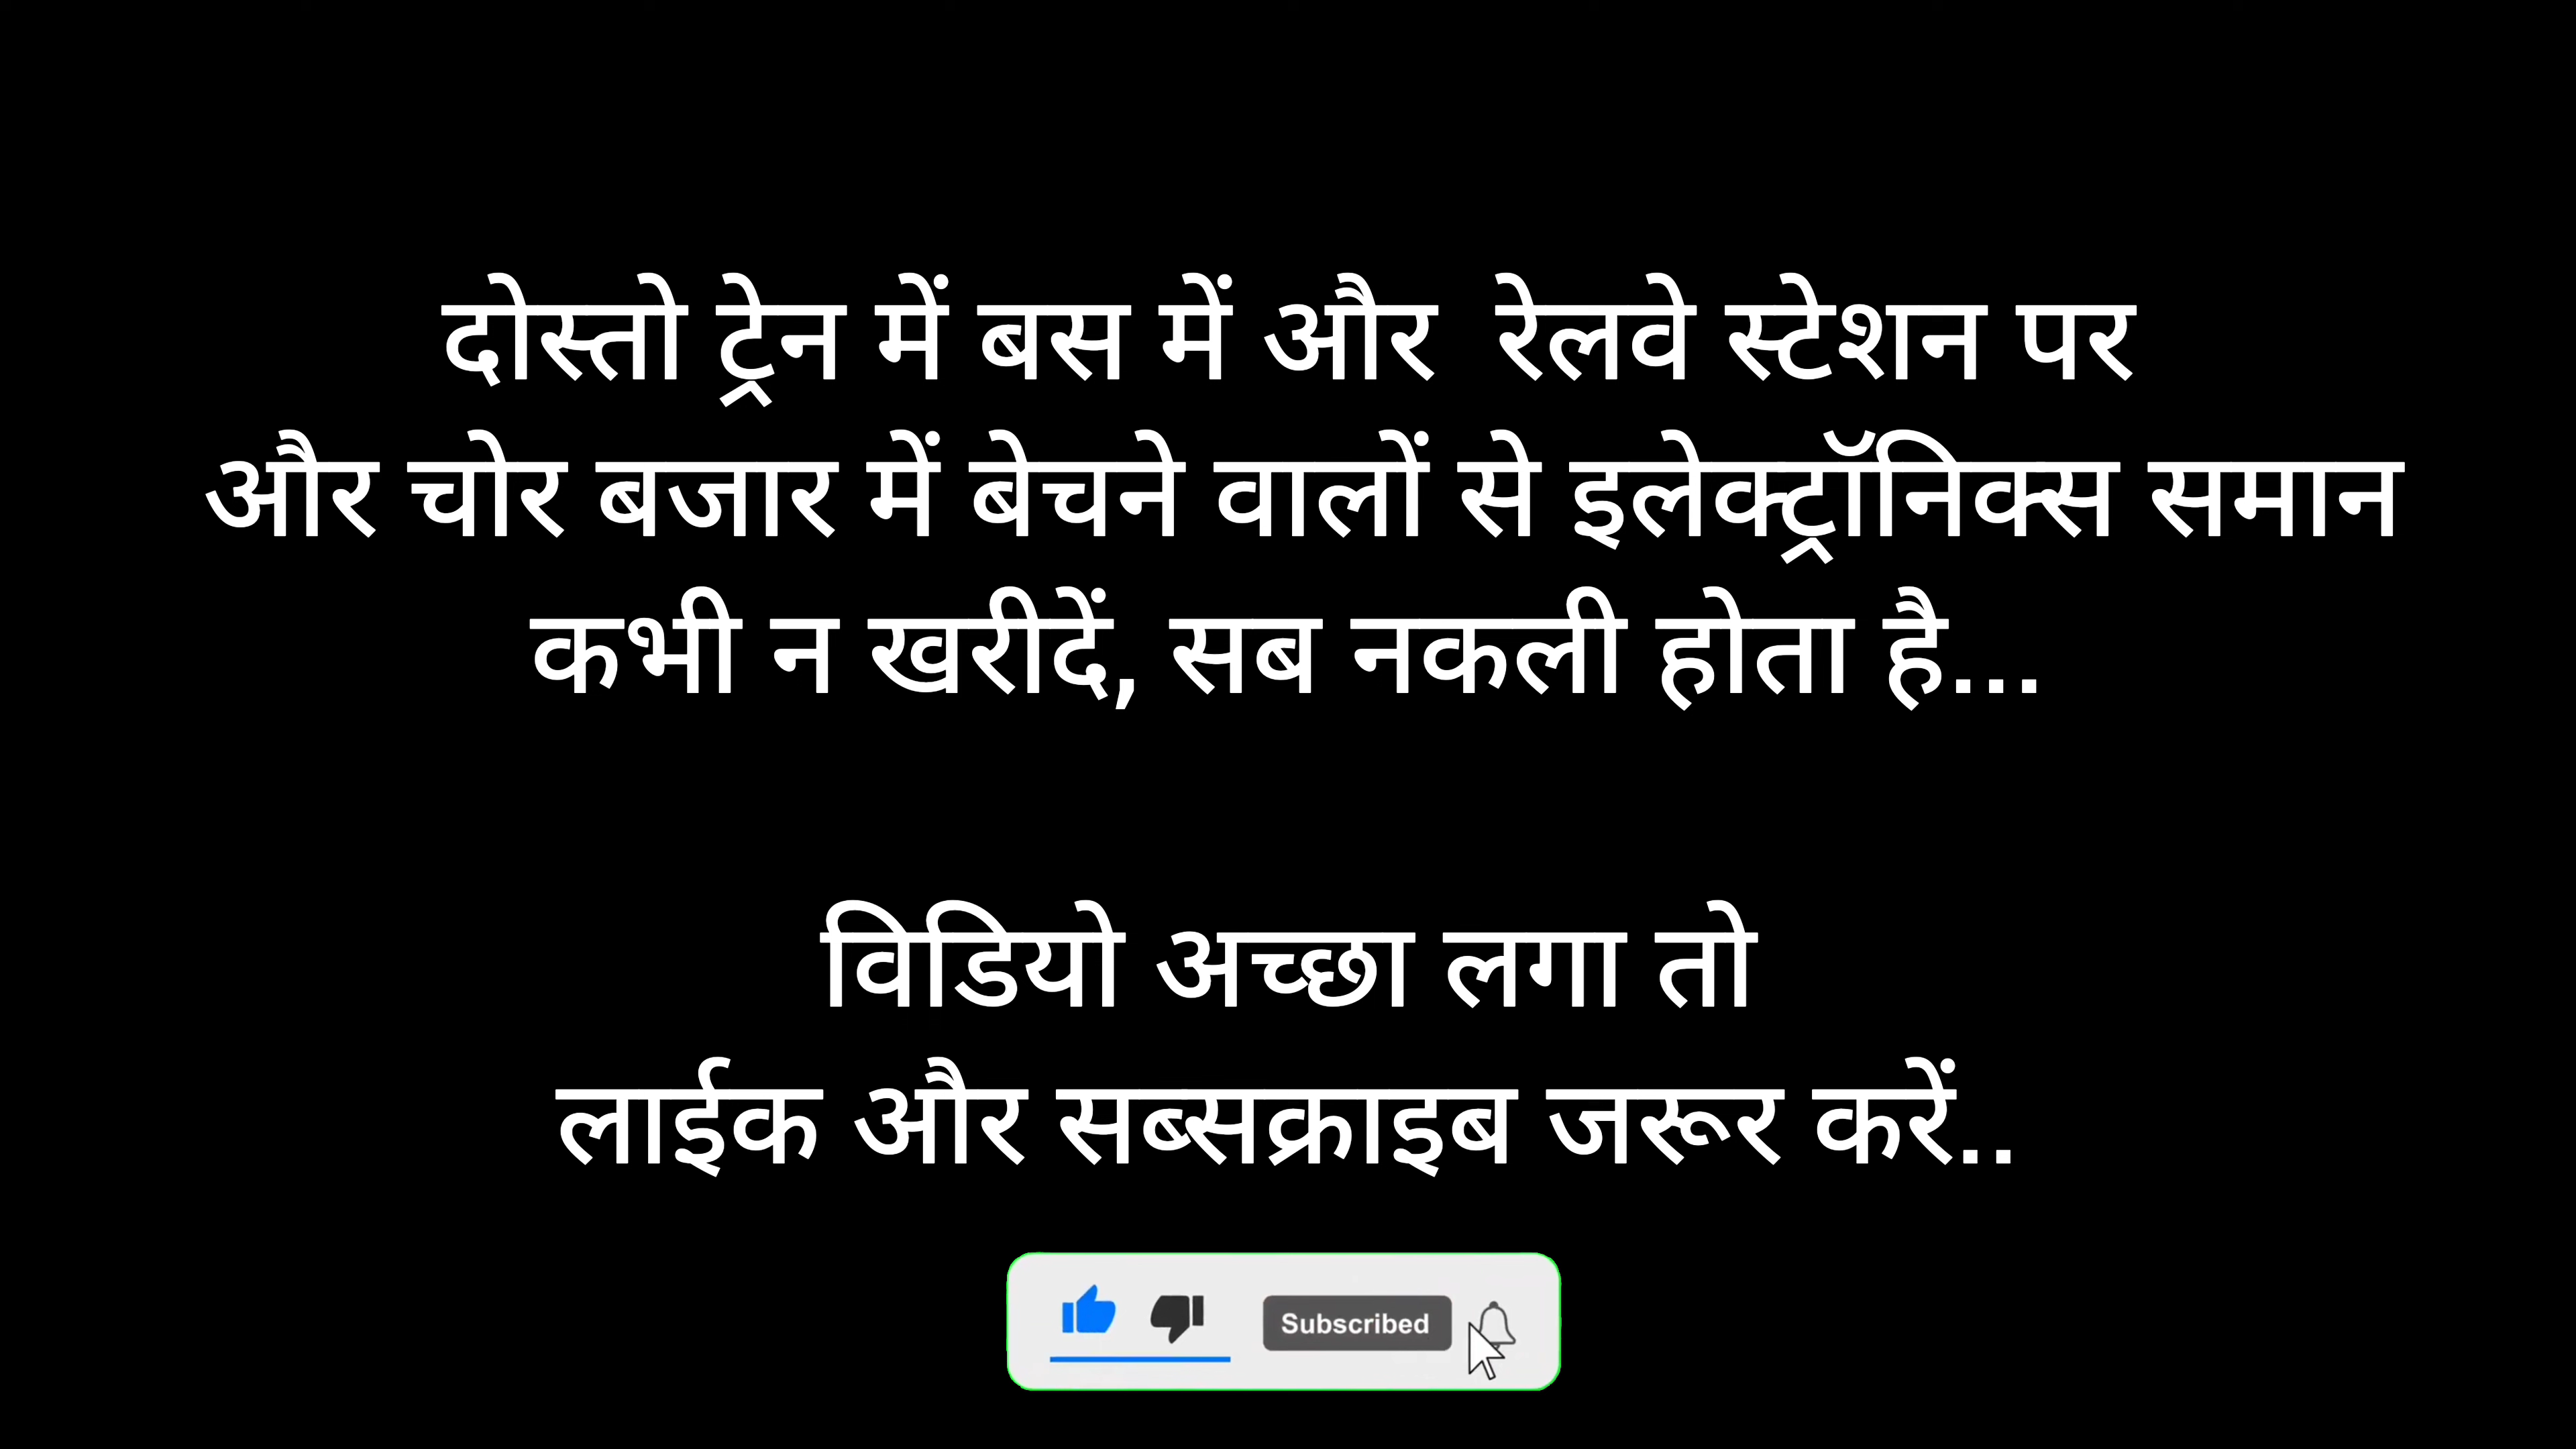 दोस्तो ट्रेन में बस में और  रेलवे स्टेशन पर
और चोर बजार में बेचने वालों से इलेक्ट्रॉनिक्स समान
कभी न खरीदें, सब नकली होता है...
विडियो अच्छा लगा तो
लाईक और सब्सक्राइब जरूर करें..
Subscribed